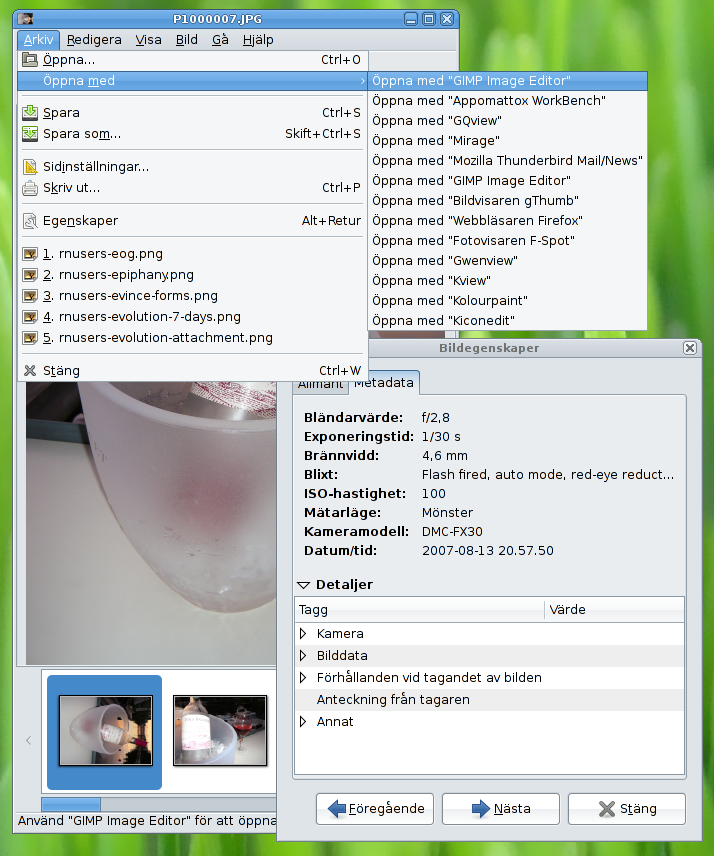 P1000007.JPG
Arkiv Redigera Visa Bild Gå Hjälp
Öppna... Ctrl+O
Öppna med
Spara Ctrl+S
Spara som... Skift+Ctrl+S
Sidinställningar...
Skriv ut... Ctrl+P
Egenskaper Alt+Retur
1. rnusers-eog.png
2. rnusers-epiphany.png
3. rnusers-evince-forms.png
4. rnusers-evolution-7-days.png
5. rnusers-evolution-attachment.png
Stäng Ctrl+W
Öppna med "GIMP Image Editor"
Öppna med "Appomattox WorkBench"
Öppna med "GQview"
Öppna med "Mirage"
Öppna med "Mozilla Thunderbird Mail/News"
Öppna med "GIMP Image Editor"
Öppna med "Bildvisaren gThumb"
Öppna med "Webbläsaren Firefox"
Öppna med "Fotovisaren F-Spot"
Öppna med "Gwenview"
Öppna med "Kview"
Öppna med "Kolourpaint"
Öppna med "Kiconedit"
Bildegenskaper
Allmänt Metadata
Bländarvärde: f/2,8
Exponeringstid: 1/30 s
Brännvidd: 4,6 mm
Blixt: Flash fired, auto mode, red-eye reduct...
ISO-hastighet: 100
Mätarläge: Mönster
Kameramodell: DMC-FX30
Datum/tid: 2007-08-13 20.57.50
Detaljer
Tagg Värde
Kamera
Bilddata
Förhållanden vid tagandet av bilden
Anteckning från tagaren
Annat
Föregående Nästa Stäng
Använd "GIMP Image Editor" för att öppna